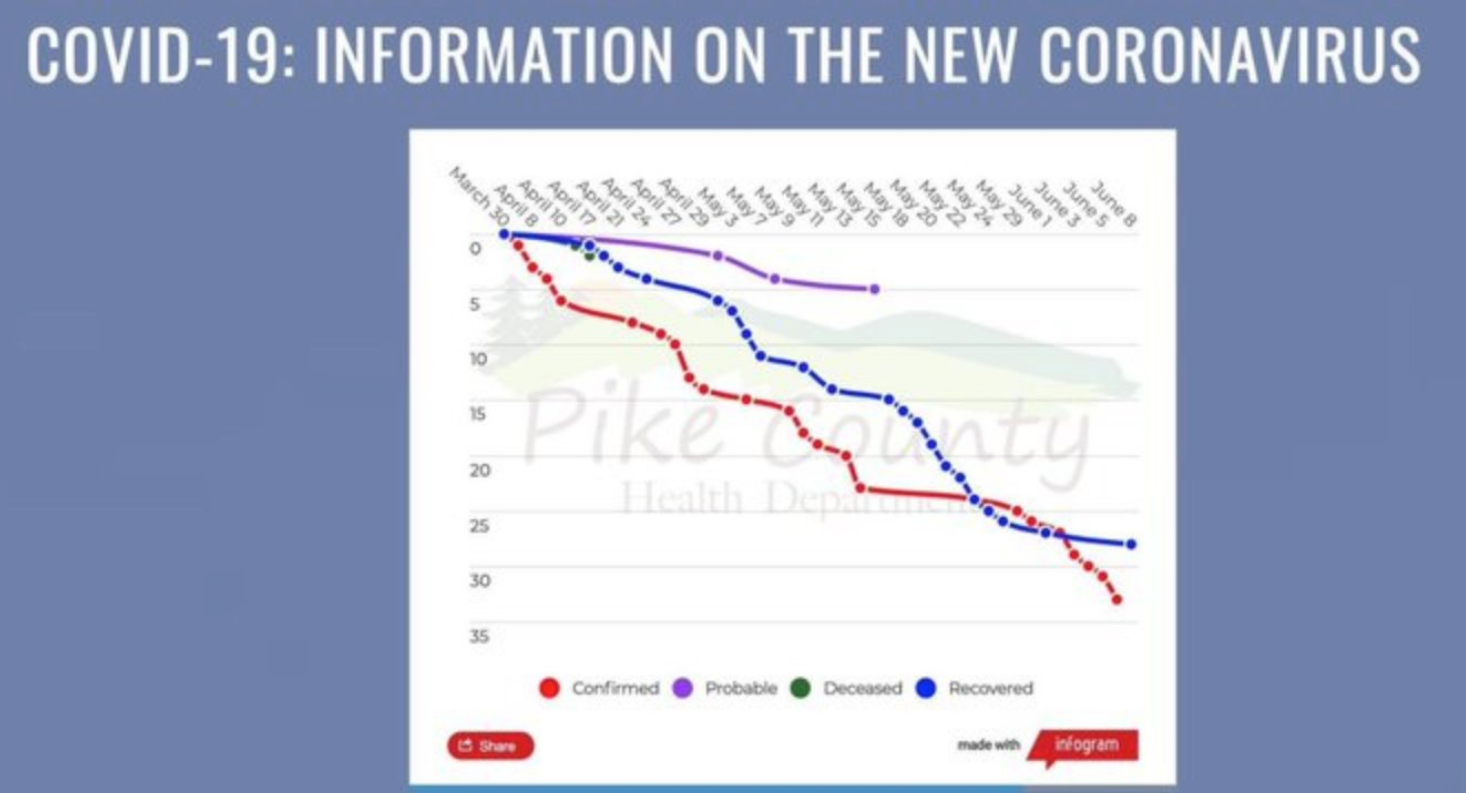 COVID-19: INFORMATION ON THE NEW CORONAVIRUS
March 30
April 8
April 10
April 17
April 21
April 24
April 27
April 29
May 3
May 7
May 9
May 11
May 13
May 15
May 18
May 20
May 22
May 24
May 29
June 1
June 3
June 5
June 8
0
5
10
15
20
25
30
35
Pike County
Health Department
Confirmed Probable Deceased Recovered
Share
made with infogram